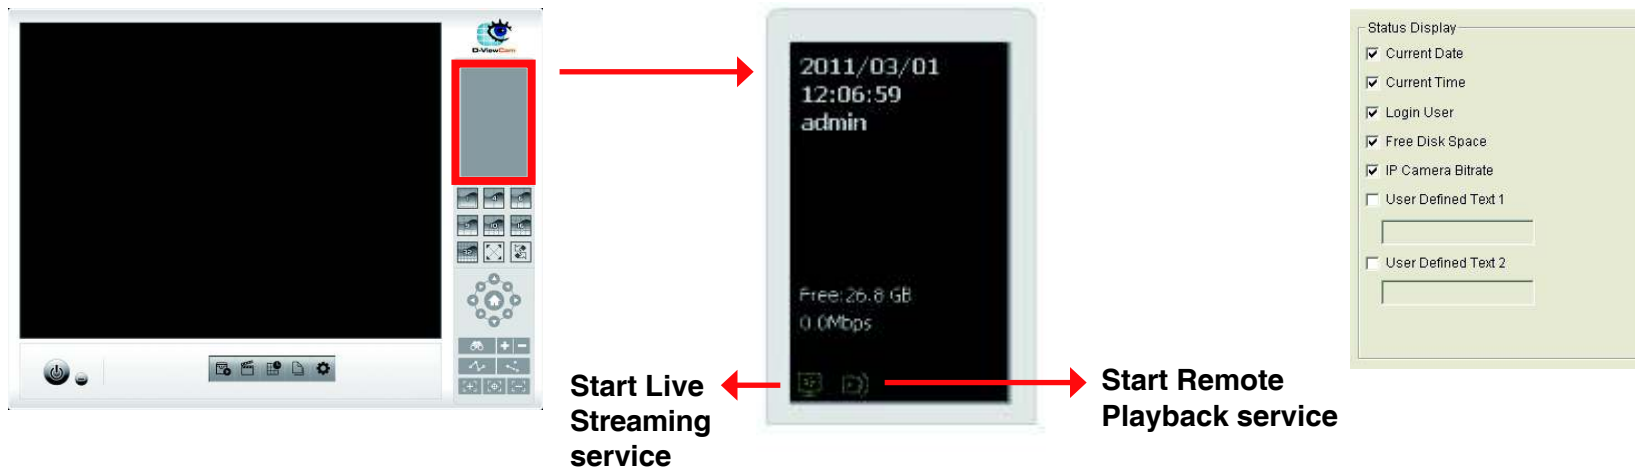 D-ViewCam
2011/03/01
12:06:59
admin
Free:26.8 GB
0.0Mbps
Start Live
Streaming
service
Start Remote
Playback service
Status Display
Current Date
Current Time
Login User
Free Disk Space
IP Camera Bitrate
User Defined Text 1
User Defined Text 2